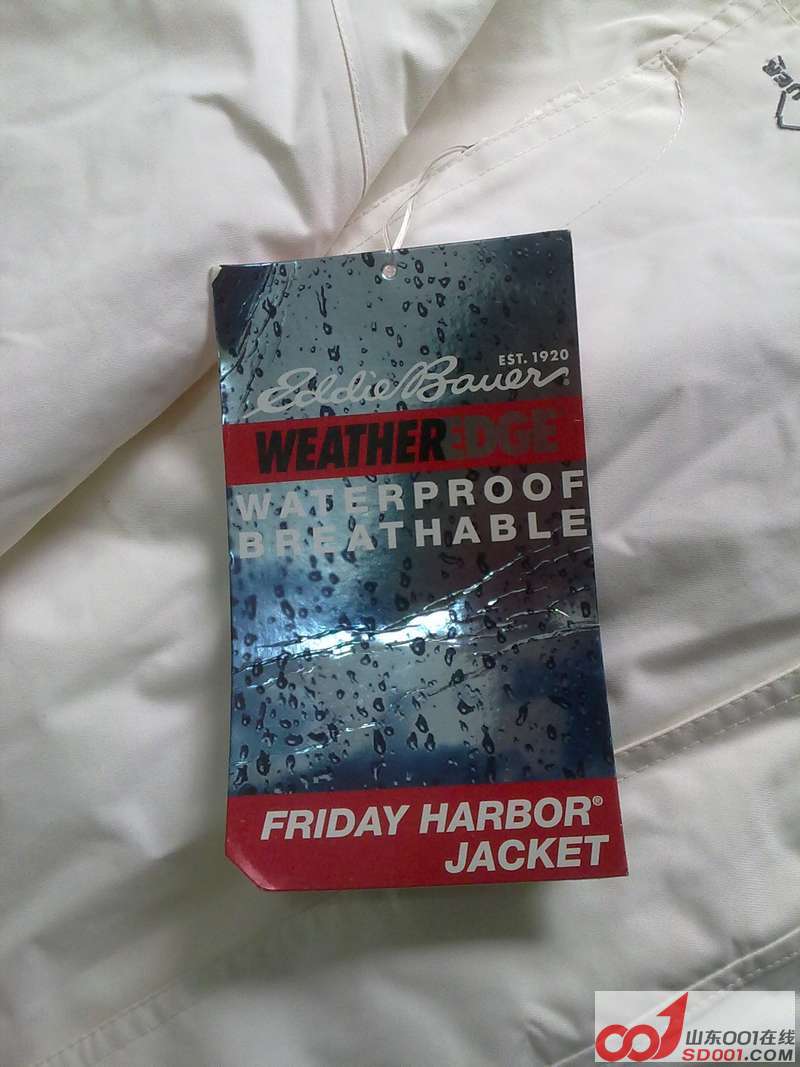 EST. 1920
Eddie Bauer
WEATHEREDGE
WATERPROOF
BREATHABLE
FRIDAY HARBOR®
JACKET
山东001在线
SD001.COM